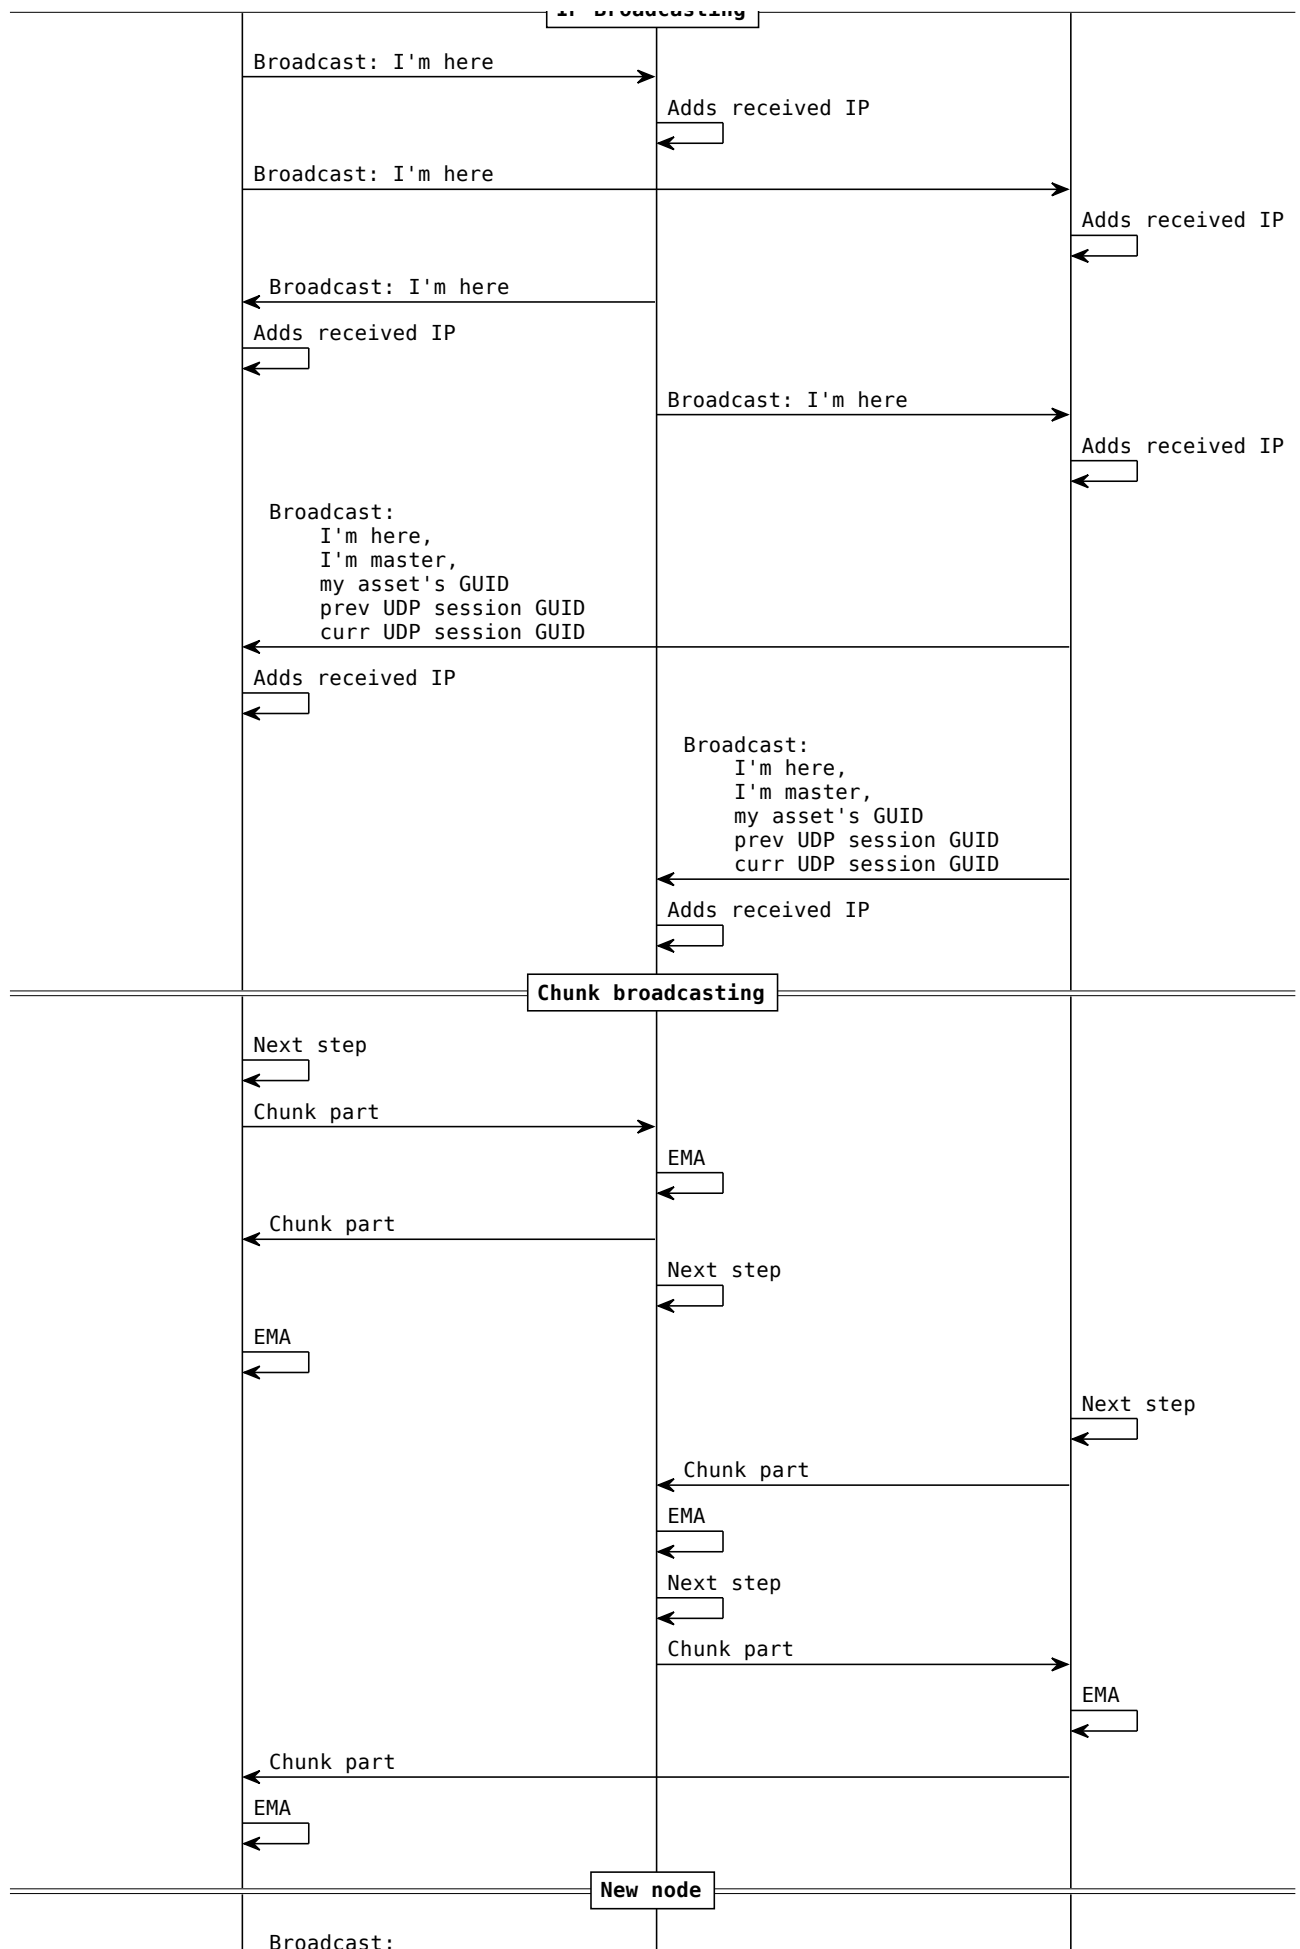 IP Broadcasting
Broadcast: I'm here
Adds received IP
Broadcast: I'm here
Adds received IP
Broadcast: I'm here
Adds received IP
Broadcast: I'm here
Adds received IP
Broadcast:
I'm here,
I'm master,
my asset's GUID
prev UDP session GUID
curr UDP session GUID
Adds received IP
Broadcast:
I'm here,
I'm master,
my asset's GUID
prev UDP session GUID
curr UDP session GUID
Adds received IP
Chunk broadcasting
Next step
Chunk part
EMA
Chunk part
Next step
EMA
Next step
Chunk part
EMA
Next step
Chunk part
EMA
Chunk part
EMA
New node
Broadcast: